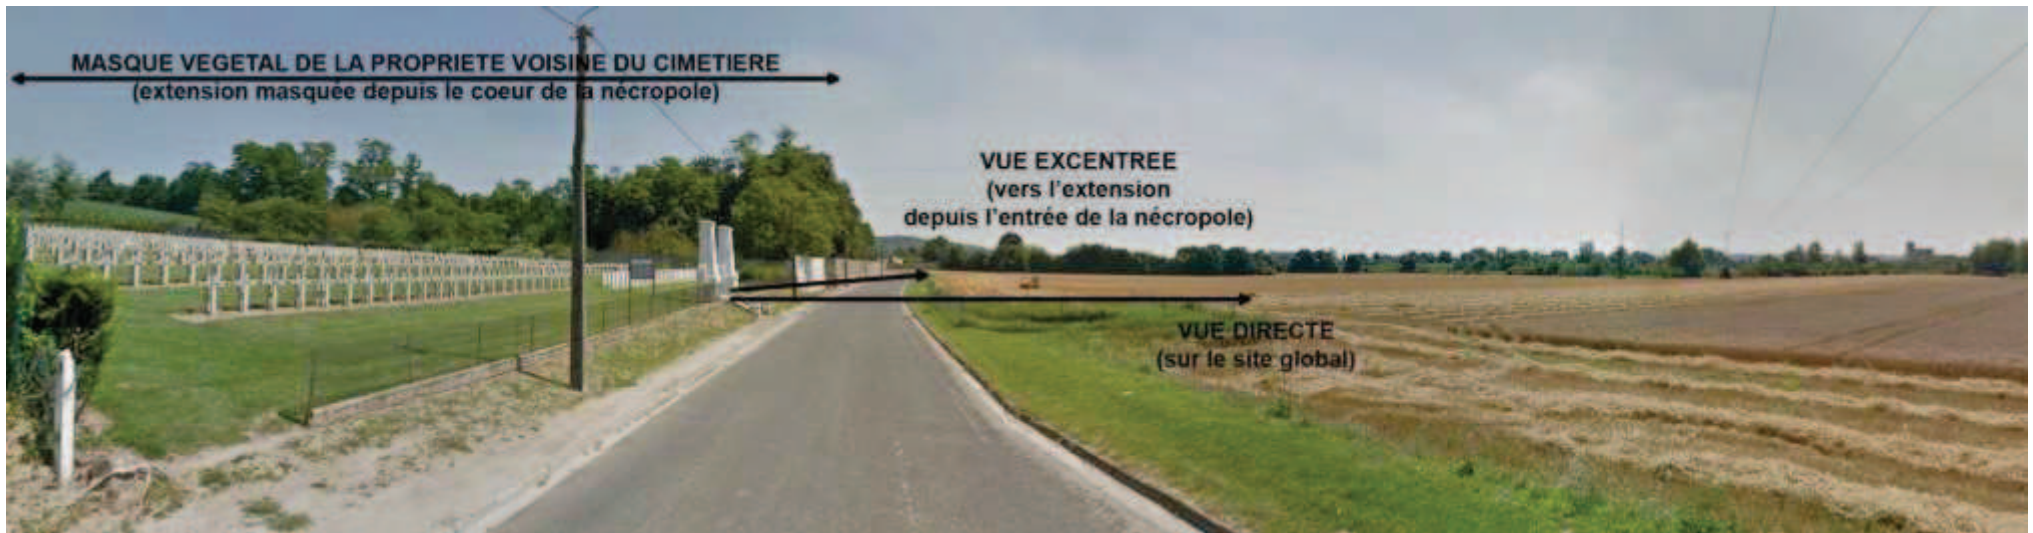 MASQUE VEGETAL DE LA PROPRIETE VOISINE DU CIMETIERE
(extension masquée depuis le coeur de la nécropole)
VUE EXCENTREE
(vers l'extension
depuis l'entrée de la nécropole)
VUE DIRECTE
(sur le site global)